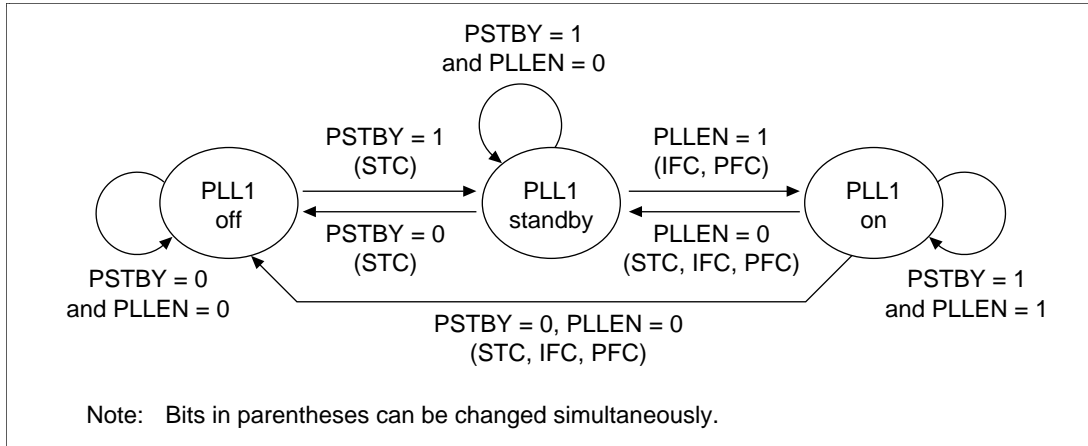 PSTBY = 1
and PLLEN = 0
PSTBY = 1
(STC)
PLLEN = 1
(IFC, PFC)
PLL1
off
PLL1
standby
PLL1
on
PSTBY = 0
(STC)
PLLEN = 0
(STC, IFC, PFC)
PSTBY = 0
and PLLEN = 0
PSTBY = 1
and PLLEN = 1
PSTBY = 0, PLLEN = 0
(STC, IFC, PFC)
Note: Bits in parentheses can be changed simultaneously.